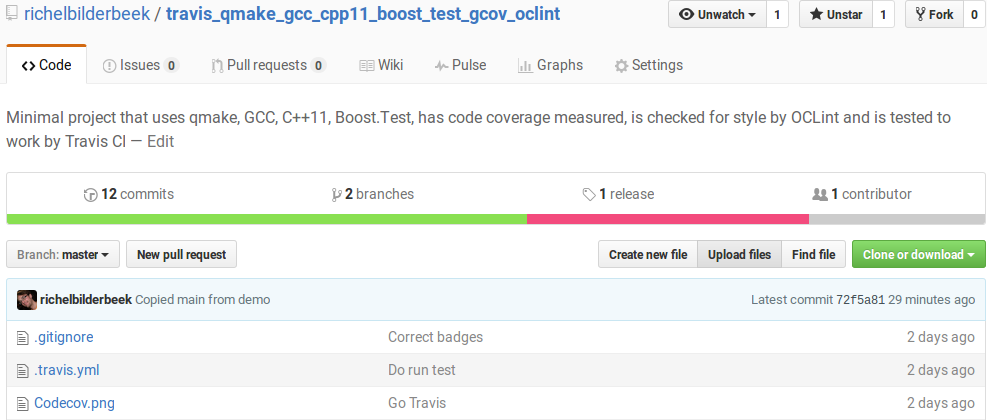 richelbilderbeek / travis_qmake_gcc_cpp11_boost_test_gcov_oclint Unwatch 1 Unstar 1 Fork 0
Code Issues 0 Pull requests 0 Wiki Pulse Graphs Settings
Minimal project that uses qmake, GCC, C++11, Boost.Test, has code coverage measured, is checked for style by OCLint and is tested to
work by Travis CI — Edit
12 commits 2 branches 1 release 1 contributor
Branch: master New pull request Create new file Upload files Find file Clone or download
richelbilderbeek Copied main from demo Latest commit 72f5a81 29 minutes ago
.gitignore Correct badges 2 days ago
.travis.yml Do run test 2 days ago
Codecov.png Go Travis 2 days ago